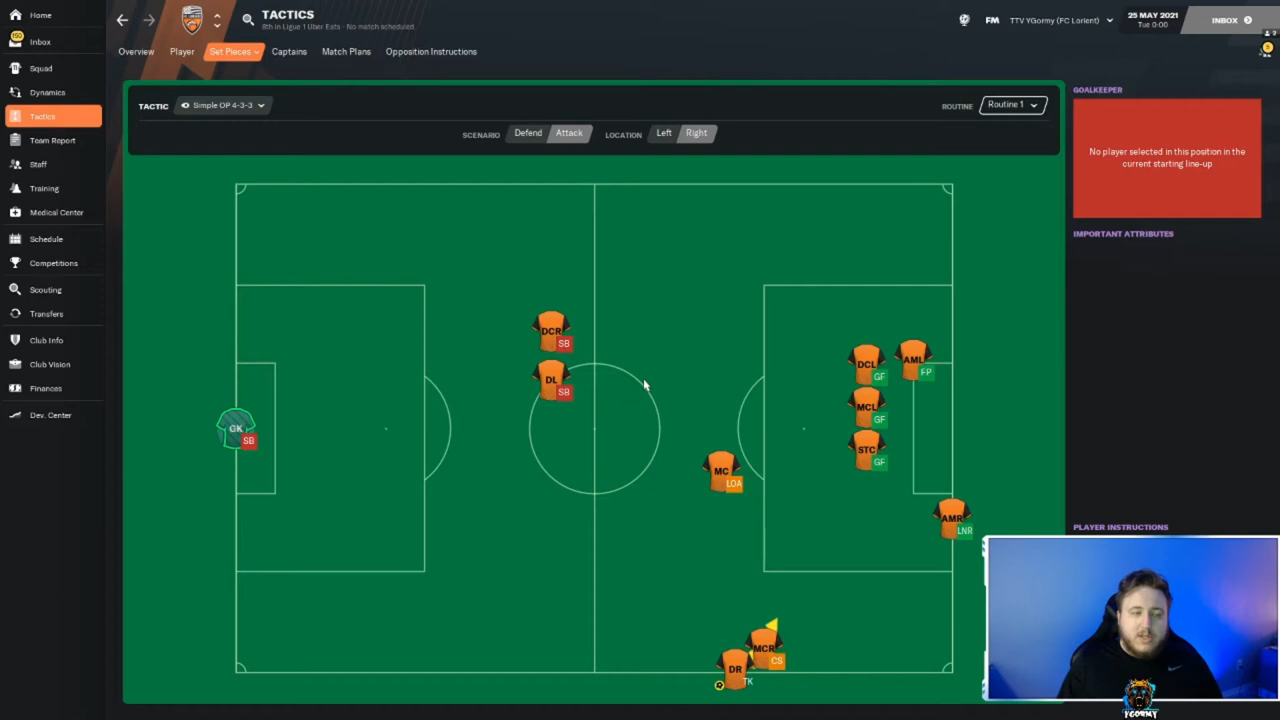 Home
TACTICS
8th in Ligue 1 Uber Eats - No match scheduled.
FM
TTV YGormy (FC Lorient)
25 MAY 2021
Tue 0:00
INBOX
Inbox
Overview
Player
Set Pieces
Captains
Match Plans
Opposition Instructions
Squad
Dynamics
Tactics
Team Report
Staff
Training
Medical Center
Schedule
Competitions
Scouting
Transfers
Club Info
Club Vision
Finances
Dev. Center
TACTIC
Simple OP 4-3-3
ROUTINE
Routine 1
SCENARIO
Defend
Attack
LOCATION
Left
Right
GOALKEEPER
No player selected in this position in the
current starting line-up
IMPORTANT ATTRIBUTES
PLAYER INSTRUCTIONS
DCR
SB
DL
SB
GK
SB
DCL
GF
AML
FP
MCL
GF
STC
GF
MC
LOA
AMR
LNR
MCR
CS
DR
TK
YGORMY